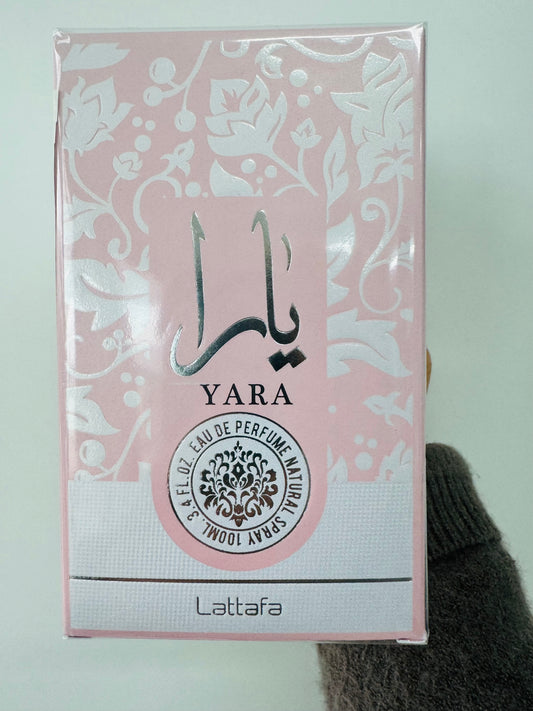 يارا
YARA
EAU DE PERFUME NATURAL SPRAY 100ML. 3.4 FL.OZ.
Lattafa